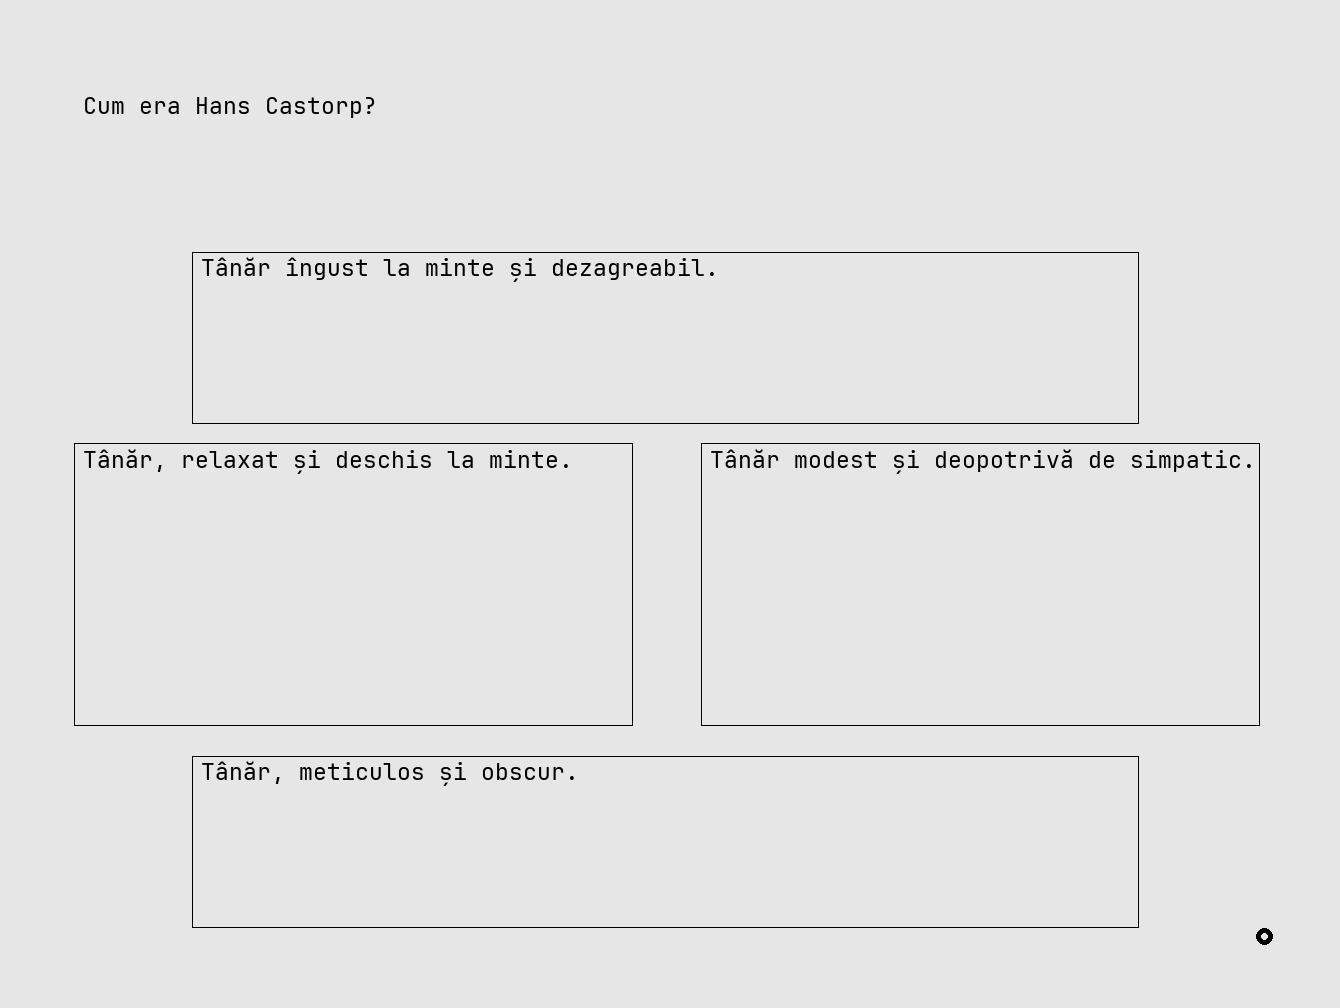 Cum era Hans Castorp?
Tânăr îngust la minte și dezagreabil.
Tânăr, relaxat și deschis la minte.
Tânăr modest și deopotrivă de simpatic.
Tânăr, meticulos și obscur.